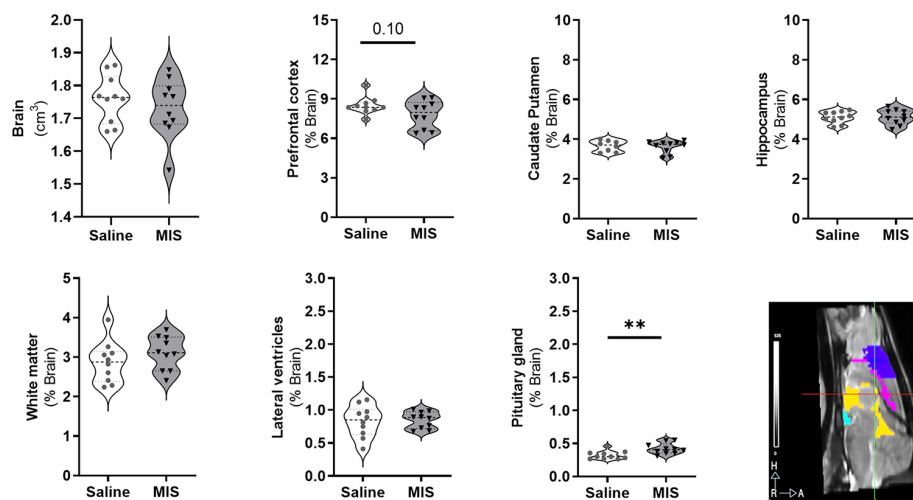 Brain
(cm³)
2.0
1.9
1.8
1.7
1.6
1.5
1.4
Saline MIS
Prefrontal cortex
(% Brain)
15
12
9
6
3
0
0.10
Saline MIS
Caudate Putamen
(% Brain)
10
8
6
4
2
0
Saline MIS
Hippocampus
(% Brain)
10
8
6
4
2
0
Saline MIS
White matter
(% Brain)
5
4
3
2
1
0
Saline MIS
Lateral ventricles
(% Brain)
3.0
2.5
2.0
1.5
1.0
0.5
0.0
Saline MIS
Pituitary gland
(% Brain)
3.0
2.5
2.0
1.5
1.0
0.5
0.0
**
Saline MIS
0
H
R A